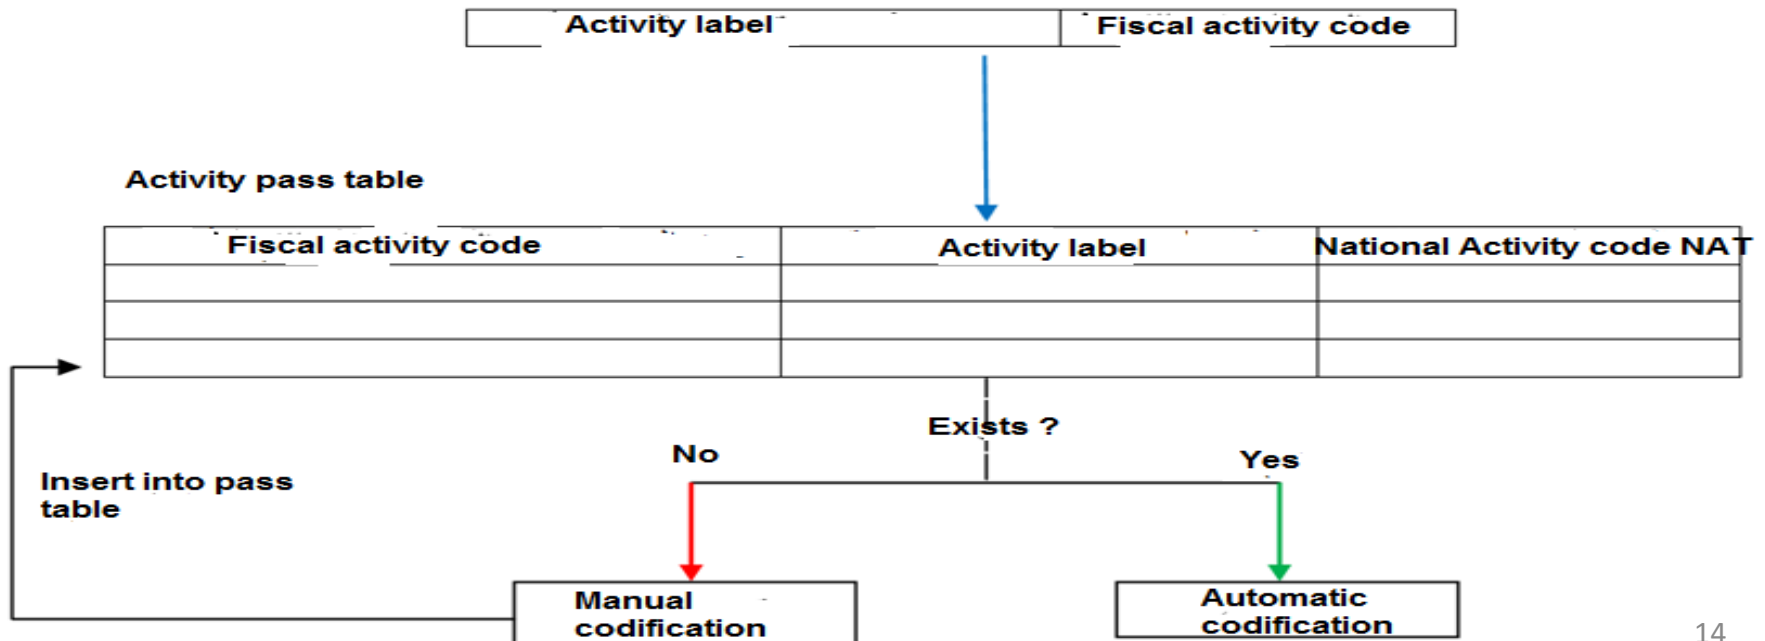 Activity label Fiscal activity code
Activity pass table
Fiscal activity code Activity label National Activity code NAT
Exists ?
No Yes
Insert into pass
table
Manual
codification
Automatic
codification
14